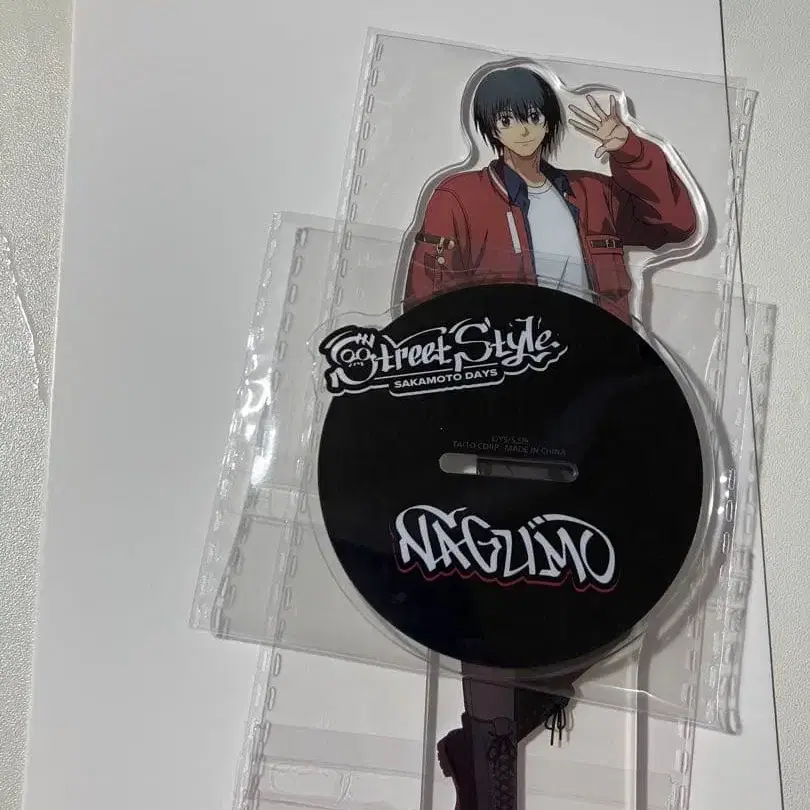 Street Style
SAKAMOTO DAYS
TAITO CORP. MADE IN CHINA
NAGUMO